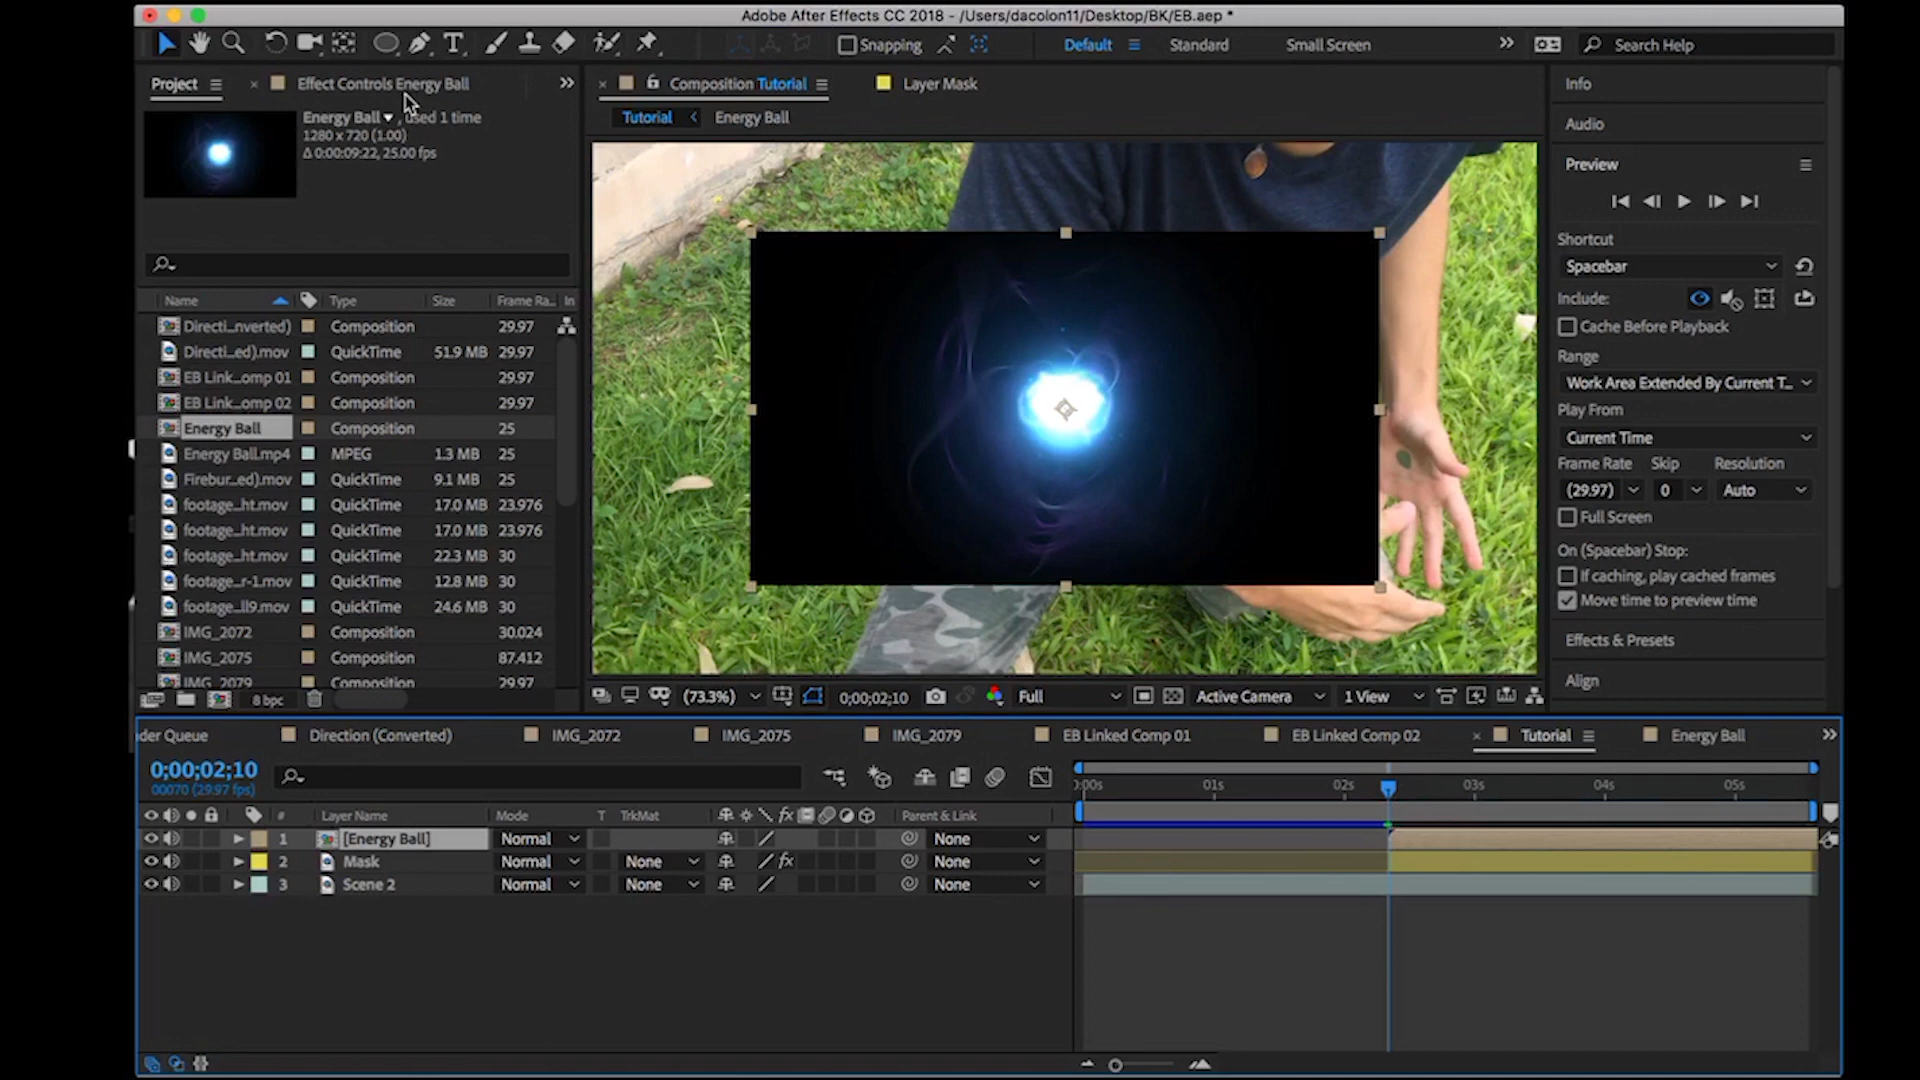 Adobe After Effects CC 2018 - /Users/dacolon11/Desktop/BK/EB.aep *
Snapping
Default
Standard
Small Screen
Search Help
Project
Effect Controls Energy Ball
Composition Tutorial
Layer Mask
Info
Energy Ball ▾ , used 1 time
1280 x 720 (1.00)
Δ 0:00:09:22, 25.00 fps
Tutorial
Energy Ball
Audio
Preview
Shortcut
Spacebar
Include:
Cache Before Playback
Range
Work Area Extended By Current T...
Play From
Current Time
Frame Rate Skip Resolution
(29.97) 0 Auto
Full Screen
On (Spacebar) Stop:
If caching, play cached frames
Move time to preview time
Effects & Presets
Align
Name Type Size Frame Ra... In
Directi...nverted) Composition 29.97
Directi...ed).mov QuickTime 51.9 MB 29.97
EB Link...omp 01 Composition 29.97
EB Link...omp 02 Composition 29.97
Energy Ball Composition 25
Energy Ball.mp4 MPEG 1.3 MB 25
Firebur...ed).mov QuickTime 9.1 MB 25
footage...ht.mov QuickTime 17.0 MB 23.976
footage...ht.mov QuickTime 17.0 MB 23.976
footage...ht.mov QuickTime 22.3 MB 30
footage...r-1.mov QuickTime 12.8 MB 30
footage...ll9.mov QuickTime 24.6 MB 30
IMG_2072 Composition 30.024
IMG_2075 Composition 87.412
IMG_2079 Composition 29.97
8 bpc
(73.3%) 0;00;02;10 Full Active Camera 1 View
der Queue
Direction (Converted)
IMG_2072
IMG_2075
IMG_2079
EB Linked Comp 01
EB Linked Comp 02
Tutorial
Energy Ball
0;00;02;10
00070 (29.97 fps)
0:00s 01s 02s 03s 04s 05s
# Layer Name Mode T TrkMat fx Parent & Link
1 [Energy Ball] Normal None
2 Mask Normal None fx None
3 Scene 2 Normal None None